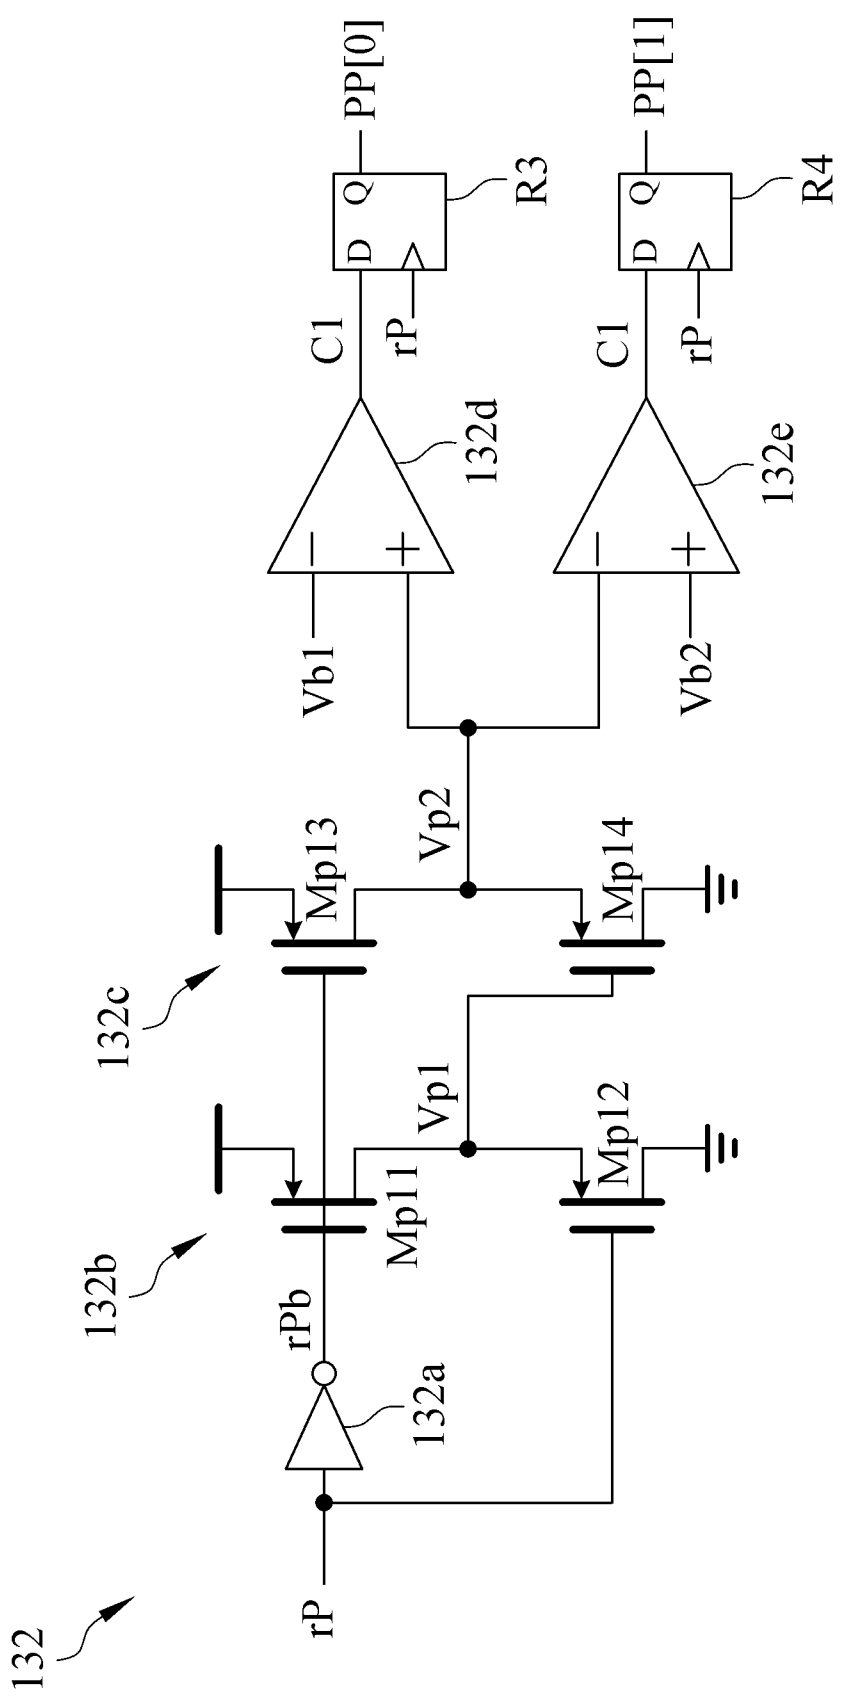 132
rP
132a
rPb
132b
Mp11
Mp12
Vp1
132c
Mp13
Mp14
Vp2
Vb1
−
+
132d
C1
rP
D
Q
R3
PP[0]
−
+
Vb2
132e
C1
rP
D
Q
R4
PP[1]